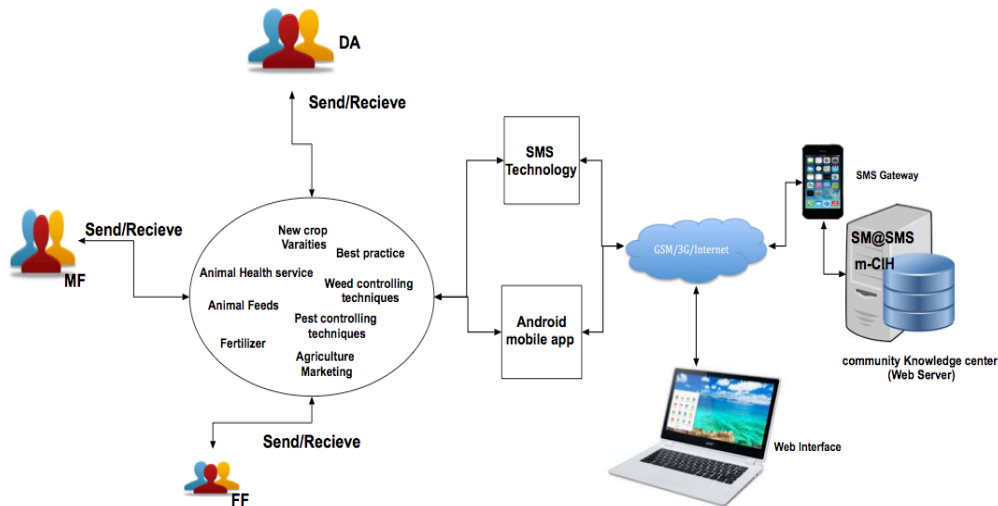 DA
Send/Recieve
SMS
Technology
SMS Gateway
Send/Recieve
MF
New crop
Varaities
Best practice
Animal Health service
Weed controlling
techniques
Animal Feeds
Pest controlling
techniques
Fertilizer
Agriculture
Marketing
GSM/3G/Internet
SM@SMS
m-CIH
Android
mobile app
community Knowledge center
(Web Server)
Send/Recieve
Web Interface
FF